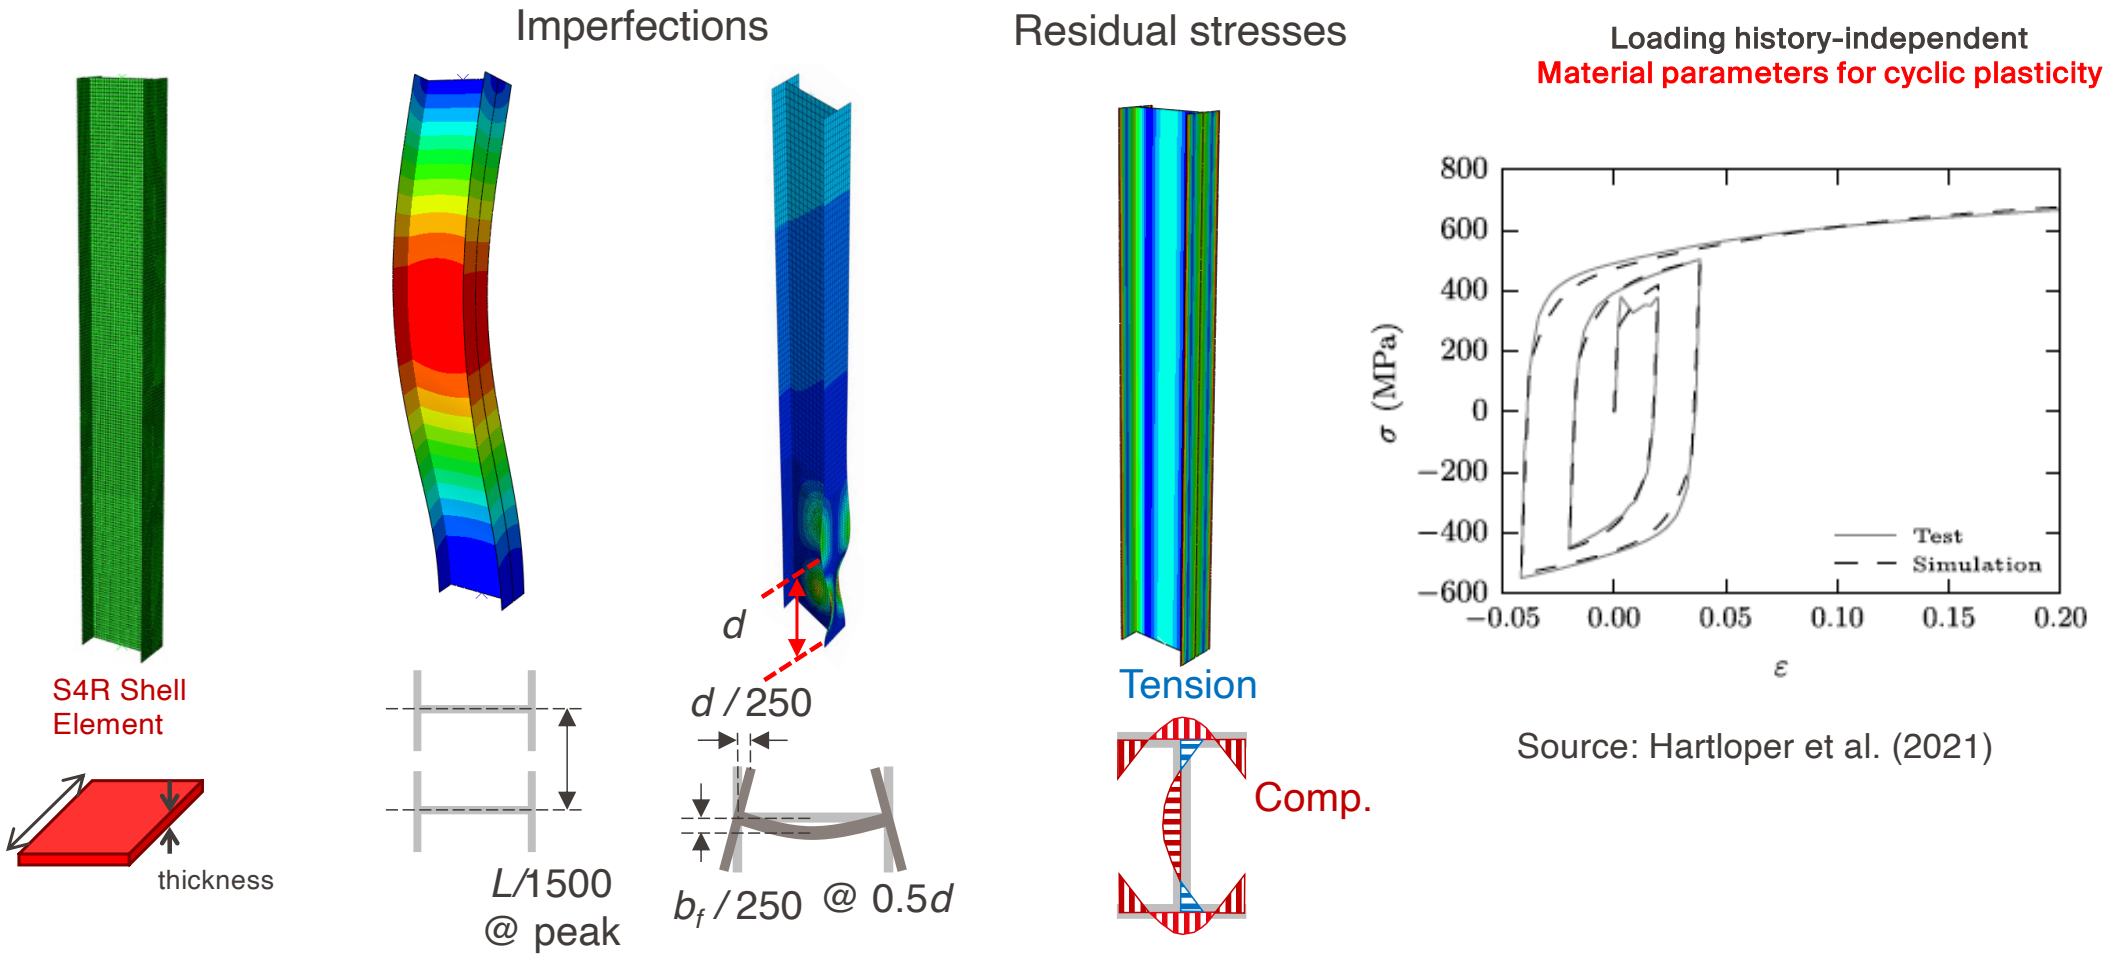 Imperfections
Residual stresses
Loading history-independent
Material parameters for cyclic plasticity
S4R Shell
Element
thickness
L/1500
@ peak
d
d / 250
bf / 250 @ 0.5d
Tension
Comp.
800
600
400
200
0
−200
−400
−600
σ (MPa)
−0.05 0.00 0.05 0.10 0.15 0.20
ε
Test
Simulation
Source: Hartloper et al. (2021)